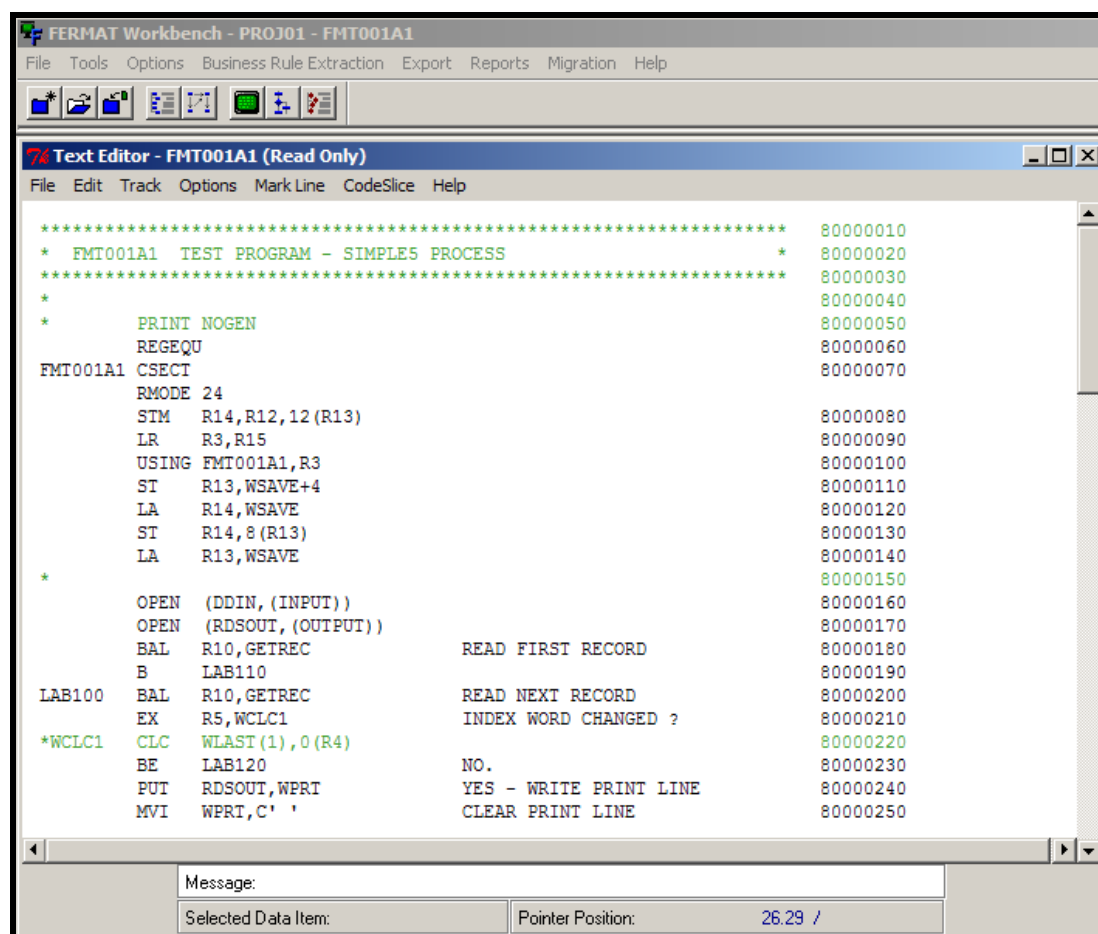 FERMAT Workbench - PROJ01 - FMT001A1
File Tools Options Business Rule Extraction Export Reports Migration Help
Text Editor - FMT001A1 (Read Only)
File Edit Track Options Mark Line CodeSlice Help
********************************************************************** 80000010
*  FMT001A1  TEST PROGRAM - SIMPLE5 PROCESS                          * 80000020
********************************************************************** 80000030
* 80000040
*        PRINT NOGEN 80000050
         REGEQU 80000060
FMT001A1 CSECT 80000070
         RMODE 24
         STM   R14,R12,12(R13) 80000080
         LR    R3,R15 80000090
         USING FMT001A1,R3 80000100
         ST    R13,WSAVE+4 80000110
         LA    R14,WSAVE 80000120
         ST    R14,8(R13) 80000130
         LA    R13,WSAVE 80000140
* 80000150
         OPEN  (DDIN,(INPUT)) 80000160
         OPEN  (RDSOUT,(OUTPUT)) 80000170
         BAL   R10,GETREC              READ FIRST RECORD 80000180
         B     LAB110 80000190
LAB100   BAL   R10,GETREC              READ NEXT RECORD 80000200
         EX    R5,WCLC1                INDEX WORD CHANGED ? 80000210
*WCLC1   CLC   WLAST(1),0(R4) 80000220
         BE    LAB120                  NO. 80000230
         PUT   RDSOUT,WPRT             YES - WRITE PRINT LINE 80000240
         MVI   WPRT,C' '               CLEAR PRINT LINE 80000250
Message:
Selected Data Item: Pointer Position: 26.29 /